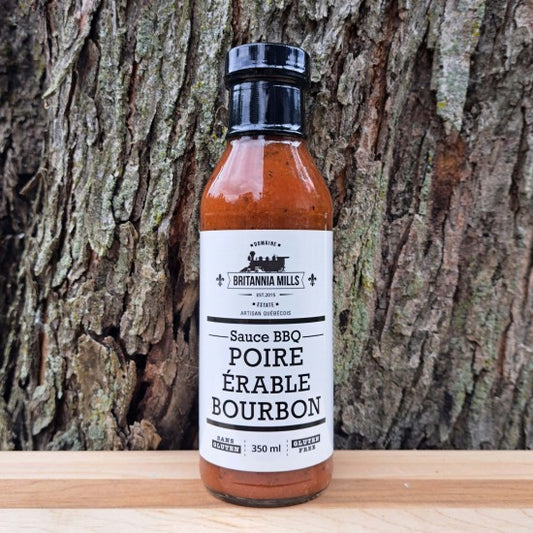 DOMAINE
BRITANNIA MILLS
EST.2015
ESTATE
ARTISAN QUÉBÉCOIS
Sauce BBQ
POIRE
ÉRABLE
BOURBON
SANS GLUTEN
350 ml
GLUTEN FREE